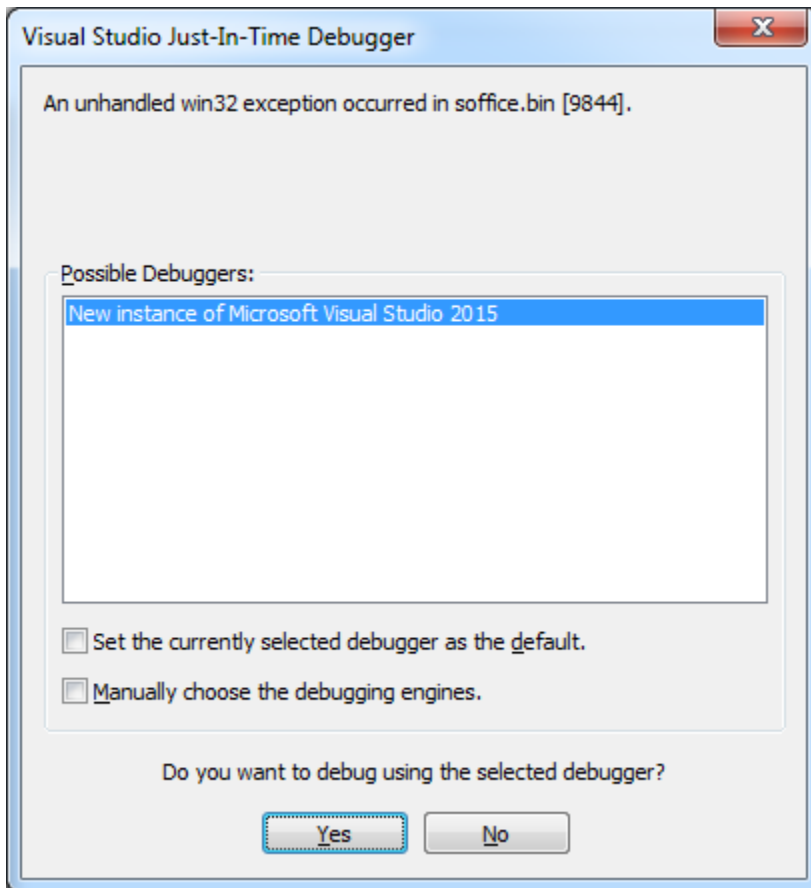 Visual Studio Just-In-Time Debugger
An unhandled win32 exception occurred in soffice.bin [9844].
Possible Debuggers:
New instance of Microsoft Visual Studio 2015
Set the currently selected debugger as the default.
Manually choose the debugging engines.
Do you want to debug using the selected debugger?
Yes No